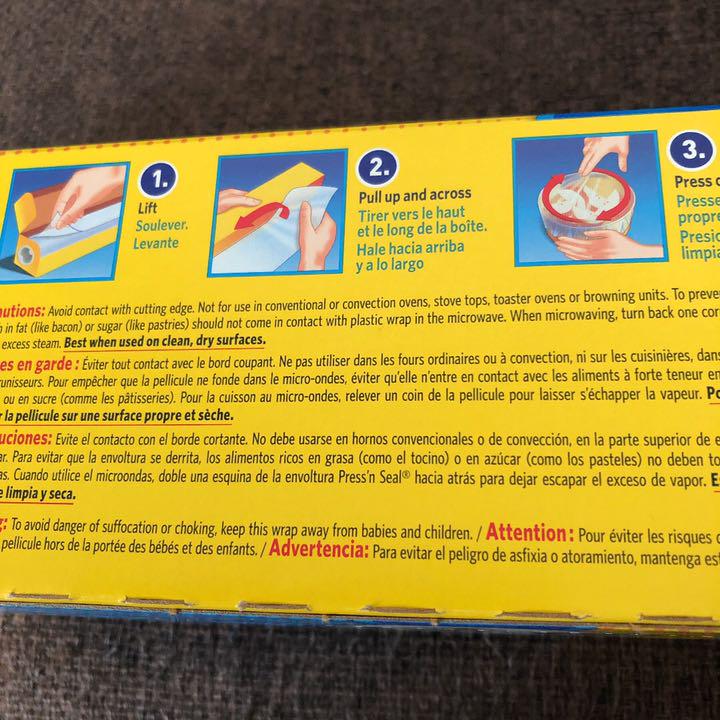 1.
Lift
Soulever.
Levante
2.
Pull up and across
Tirer vers le haut
et le long de la boîte.
Hale hacia arriba
y a lo largo
3.
Press
Presse
propr
Presio
limpia
utions: Avoid contact with cutting edge. Not for use in conventional or convection ovens, stove tops, toaster ovens or browning units. To preve
h in fat (like bacon) or sugar (like pastries) should not come in contact with plastic wrap in the microwave. When microwaving, turn back one cor
excess steam. Best when used on clean, dry surfaces.
es en garde : Éviter tout contact avec le bord coupant. Ne pas utiliser dans les fours ordinaires ou à convection, ni sur les cuisinières, dans
runisseurs. Pour empêcher que la pellicule ne fonde dans le micro-ondes, éviter qu'elle n'entre en contact avec les aliments à forte teneur en
ou en sucre (comme les pâtisseries). Pour la cuisson au micro-ondes, relever un coin de la pellicule pour laisser s'échapper la vapeur. Po
r la pellicule sur une surface propre et sèche.
uciones: Evite el contacto con el borde cortante. No debe usarse en hornos convencionales o de convección, en la parte superior de e
ar. Para evitar que la envoltura se derrita, los alimentos ricos en grasa (como el tocino) o en azúcar (como los pasteles) no deben to
as. Cuando utilice el microondas, doble una esquina de la envoltura Press'n Seal® hacia atrás para dejar escapar el exceso de vapor. E
e limpia y seca.
g: To avoid danger of suffocation or choking, keep this wrap away from babies and children. / Attention : Pour éviter les risques
pellicule hors de la portée des bébés et des enfants. / Advertencia: Para evitar el peligro de asfixia o atoramiento, mantenga est